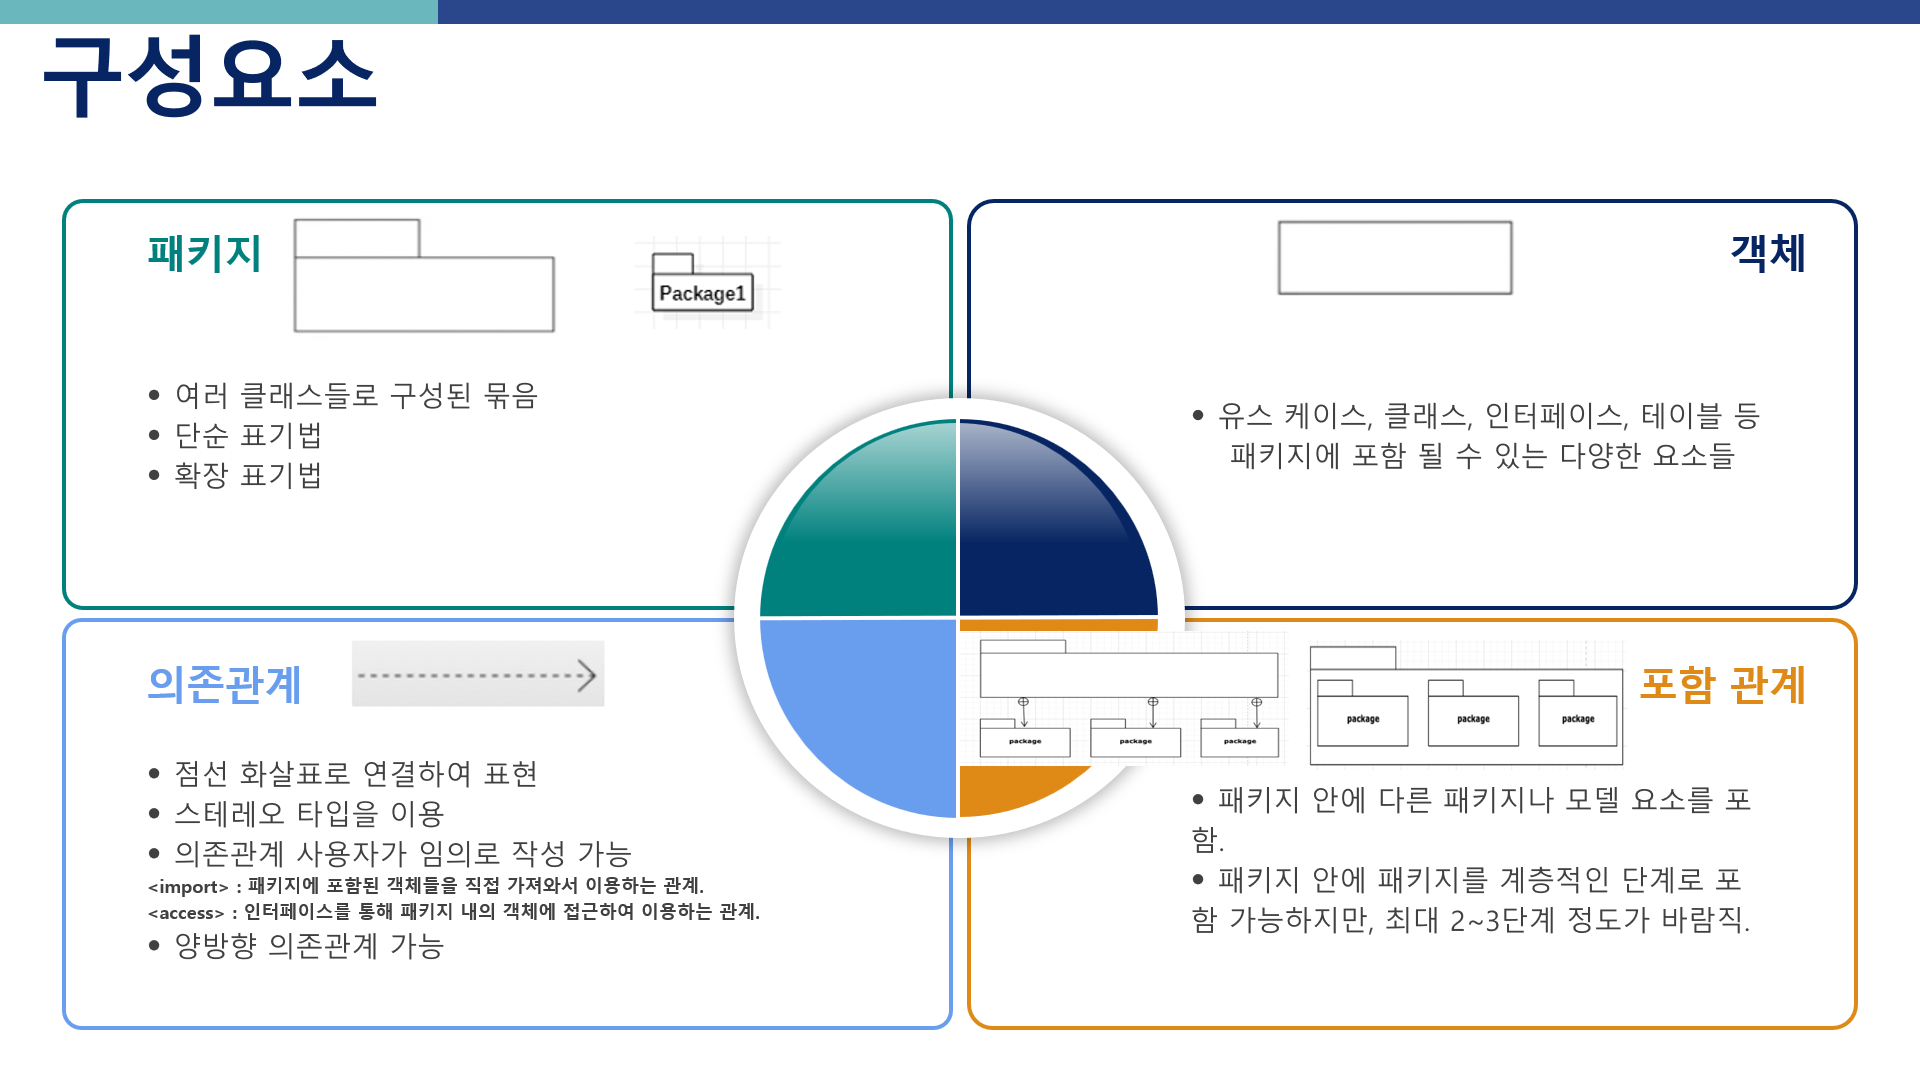 구성요소
패키지
Package1
• 여러 클래스들로 구성된 묶음
• 단순 표기법
• 확장 표기법
객체
• 유스 케이스, 클래스, 인터페이스, 테이블 등
패키지에 포함 될 수 있는 다양한 요소들
의존관계
• 점선 화살표로 연결하여 표현
• 스테레오 타입을 이용
• 의존관계 사용자가 임의로 작성 가능
<import> : 패키지에 포함된 객체들을 직접 가져와서 이용하는 관계.
<access> : 인터페이스를 통해 패키지 내의 객체에 접근하여 이용하는 관계.
• 양방향 의존관계 가능
포함 관계
package package package
package package package
• 패키지 안에 다른 패키지나 모델 요소를 포
함.
• 패키지 안에 패키지를 계층적인 단계로 포
함 가능하지만, 최대 2~3단계 정도가 바람직.